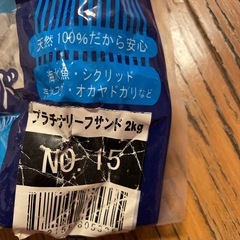 天然100%だから安心
海水魚・シクリッド
・オカヤドカリなど
プラチナリーフサンド 2kg
NO. 15